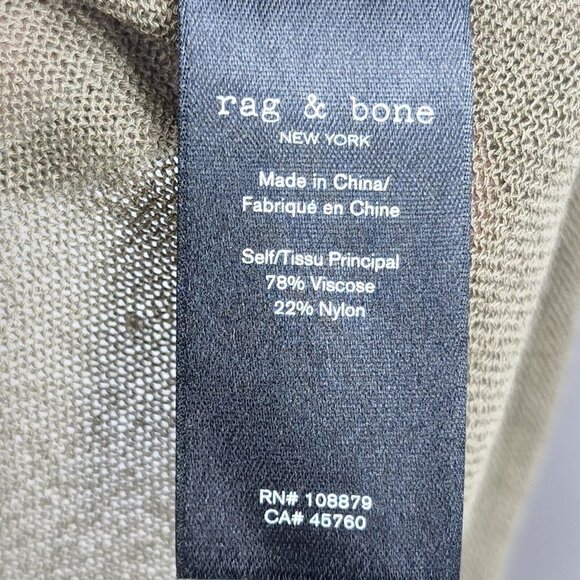 rag & bone
NEW YORK
Made in China/
Fabriqué en Chine
Self/Tissu Principal
78% Viscose
22% Nylon
RN# 108879
CA# 45760